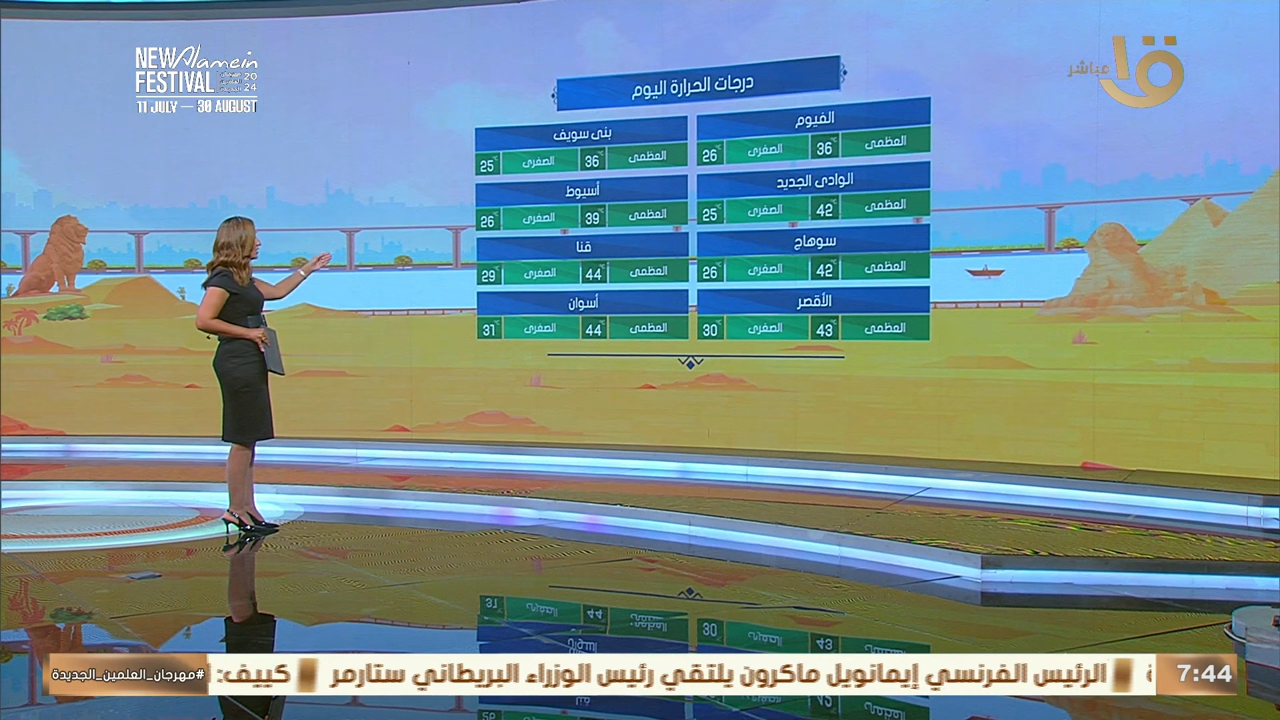 NEW Alamein
FESTIVAL 2024
11 JULY — 30 AUGUST
مباشر
درجات الحرارة اليوم
الفيوم
العظمى 36°C الصغرى 26°C
بنى سويف
العظمى 36°C الصغرى 25°C
الوادى الجديد
العظمى 42°C الصغرى 25°C
أسيوط
العظمى 39°C الصغرى 26°C
سوهاج
العظمى 42°C الصغرى 26°C
قنا
العظمى 44°C الصغرى 29°C
الأقصر
العظمى 43°C الصغرى 30°C
أسوان
العظمى 44°C الصغرى 31°C
7:44
الرئيس الفرنسي إيمانويل ماكرون يلتقي رئيس الوزراء البريطاني ستارمر
كييف:
#مهرجان_العلمين_الجديدة